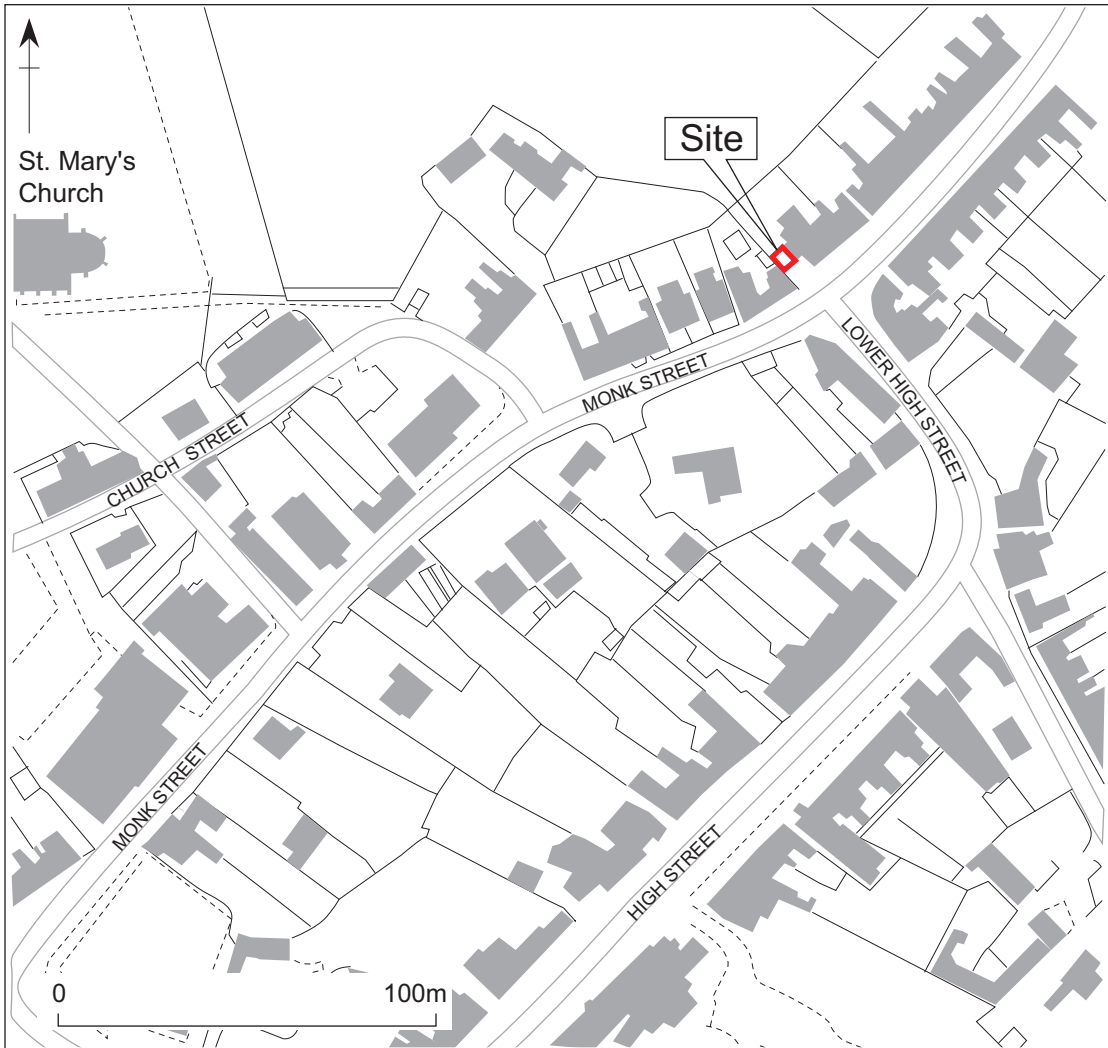 Site
St. Mary's
Church
LOWER HIGH STREET
MONK STREET
CHURCH STREET
MONK STREET
HIGH STREET
0
100m